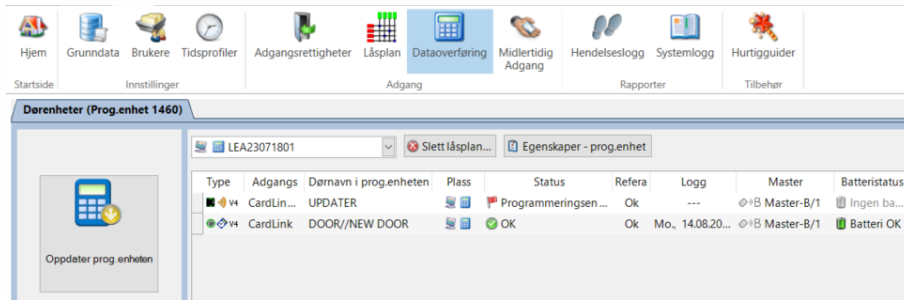 Hjem Grunndata Brukere Tidsprofiler Adgangsrettigheter Låsplan Dataoverføring Midlertidig Adgang Hendelseslogg Systemlogg Hurtigguider
Startside Innstillinger Adgang Rapporter Tilbehør
Dørenheter (Prog.enhet 1460)
LEA23071801 Slett låsplan... Egenskaper - prog.enhet
Type Adgangs Dørnavn i prog.enheten Plass Status Refera Logg Master Batteristatus
V4 CardLin... UPDATER Programmeringsen... Ok --- B Master-B/1 Ingen ba...
V4 CardLink DOOR//NEW DOOR OK Ok Mo., 14.08.20... B Master-B/1 Batteri OK
Oppdater prog.enheten